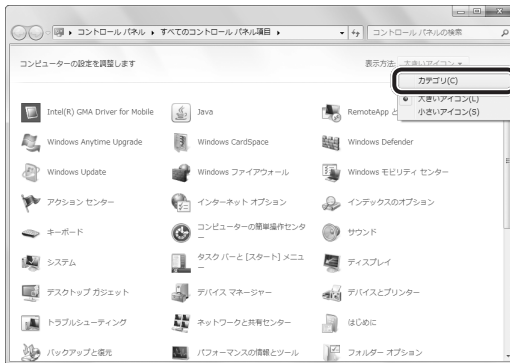 コントロール パネル ▸ すべてのコントロール パネル項目 ▸
コントロール パネルの検索
コンピューターの設定を調整します
表示方法: 大きいアイコン
カテゴリ(C)
大きいアイコン(L)
小さいアイコン(S)
Intel(R) GMA Driver for Mobile
Java
RemoteApp と
Windows Anytime Upgrade
Windows CardSpace
Windows Defender
Windows Update
Windows ファイアウォール
Windows モビリティ センター
アクション センター
インターネット オプション
インデックスのオプション
キーボード
コンピューターの簡単操作センタ
ー
サウンド
システム
タスク バーと [スタート] メニュ
ー
ディスプレイ
デスクトップ ガジェット
デバイス マネージャー
デバイスとプリンター
トラブルシューティング
ネットワークと共有センター
はじめに
バックアップと復元
パフォーマンスの情報とツール
フォルダー オプション